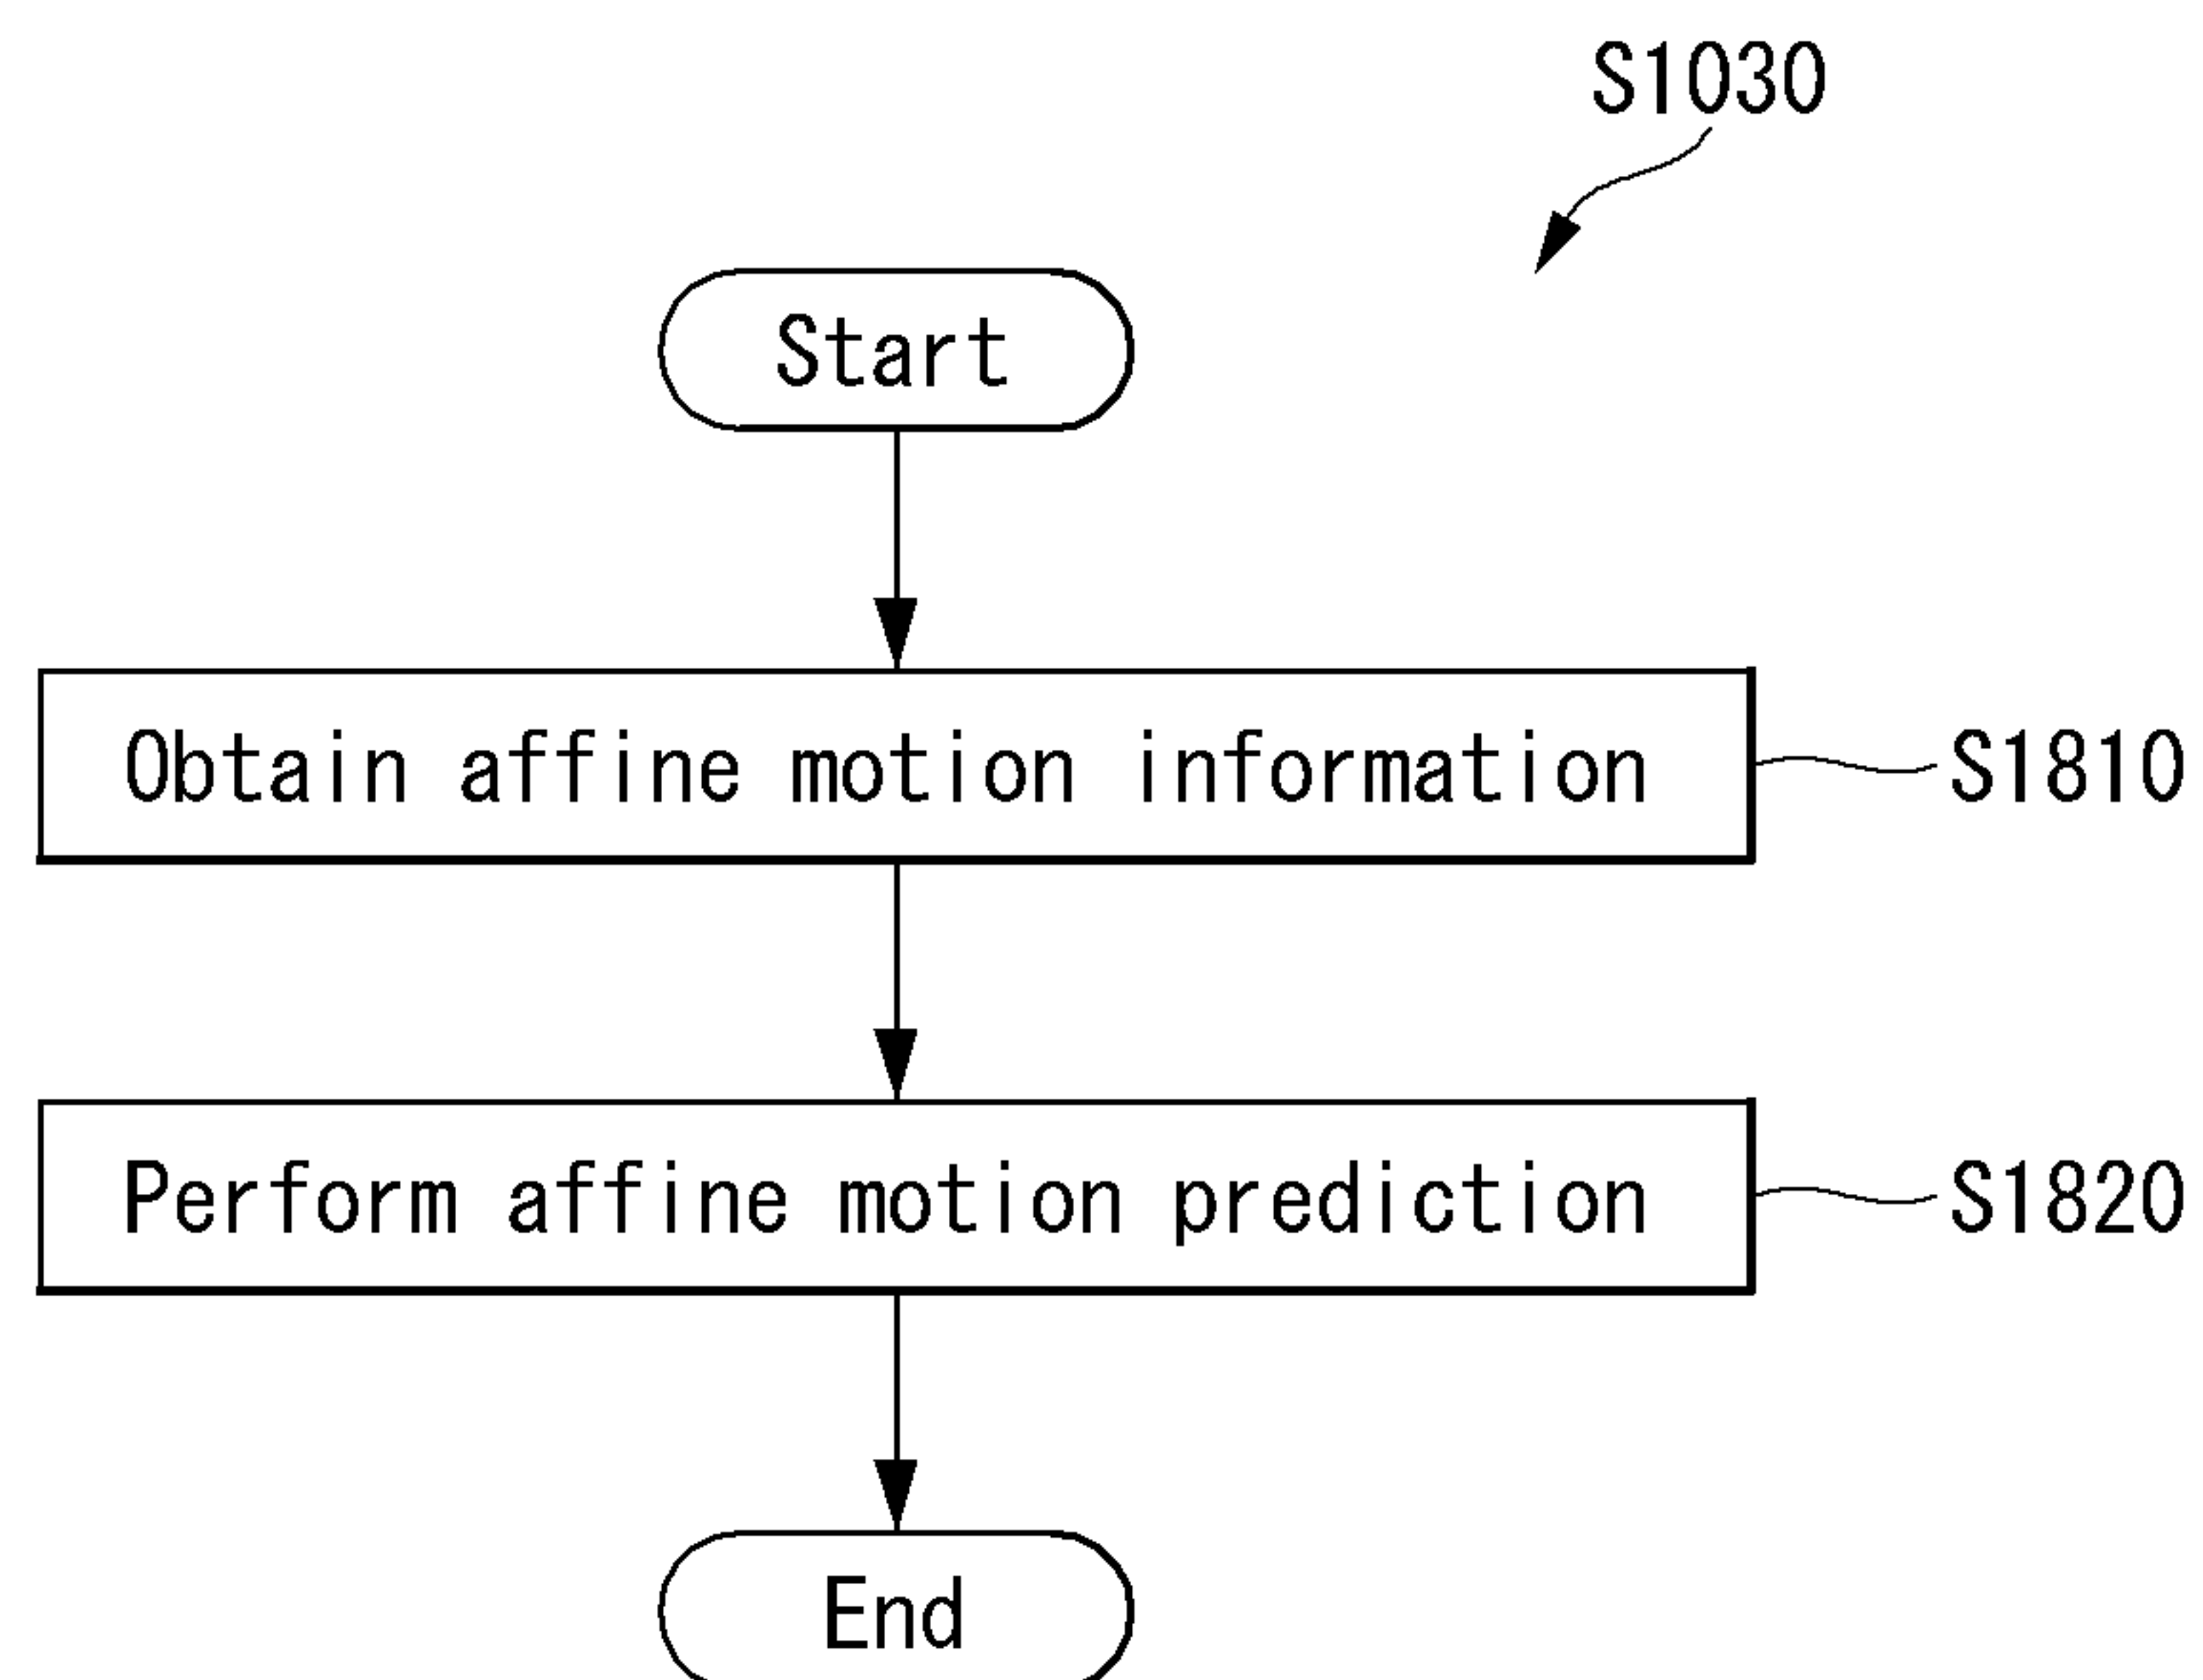 S1030
Start
Obtain affine motion information
S1810
Perform affine motion prediction
S1820
End